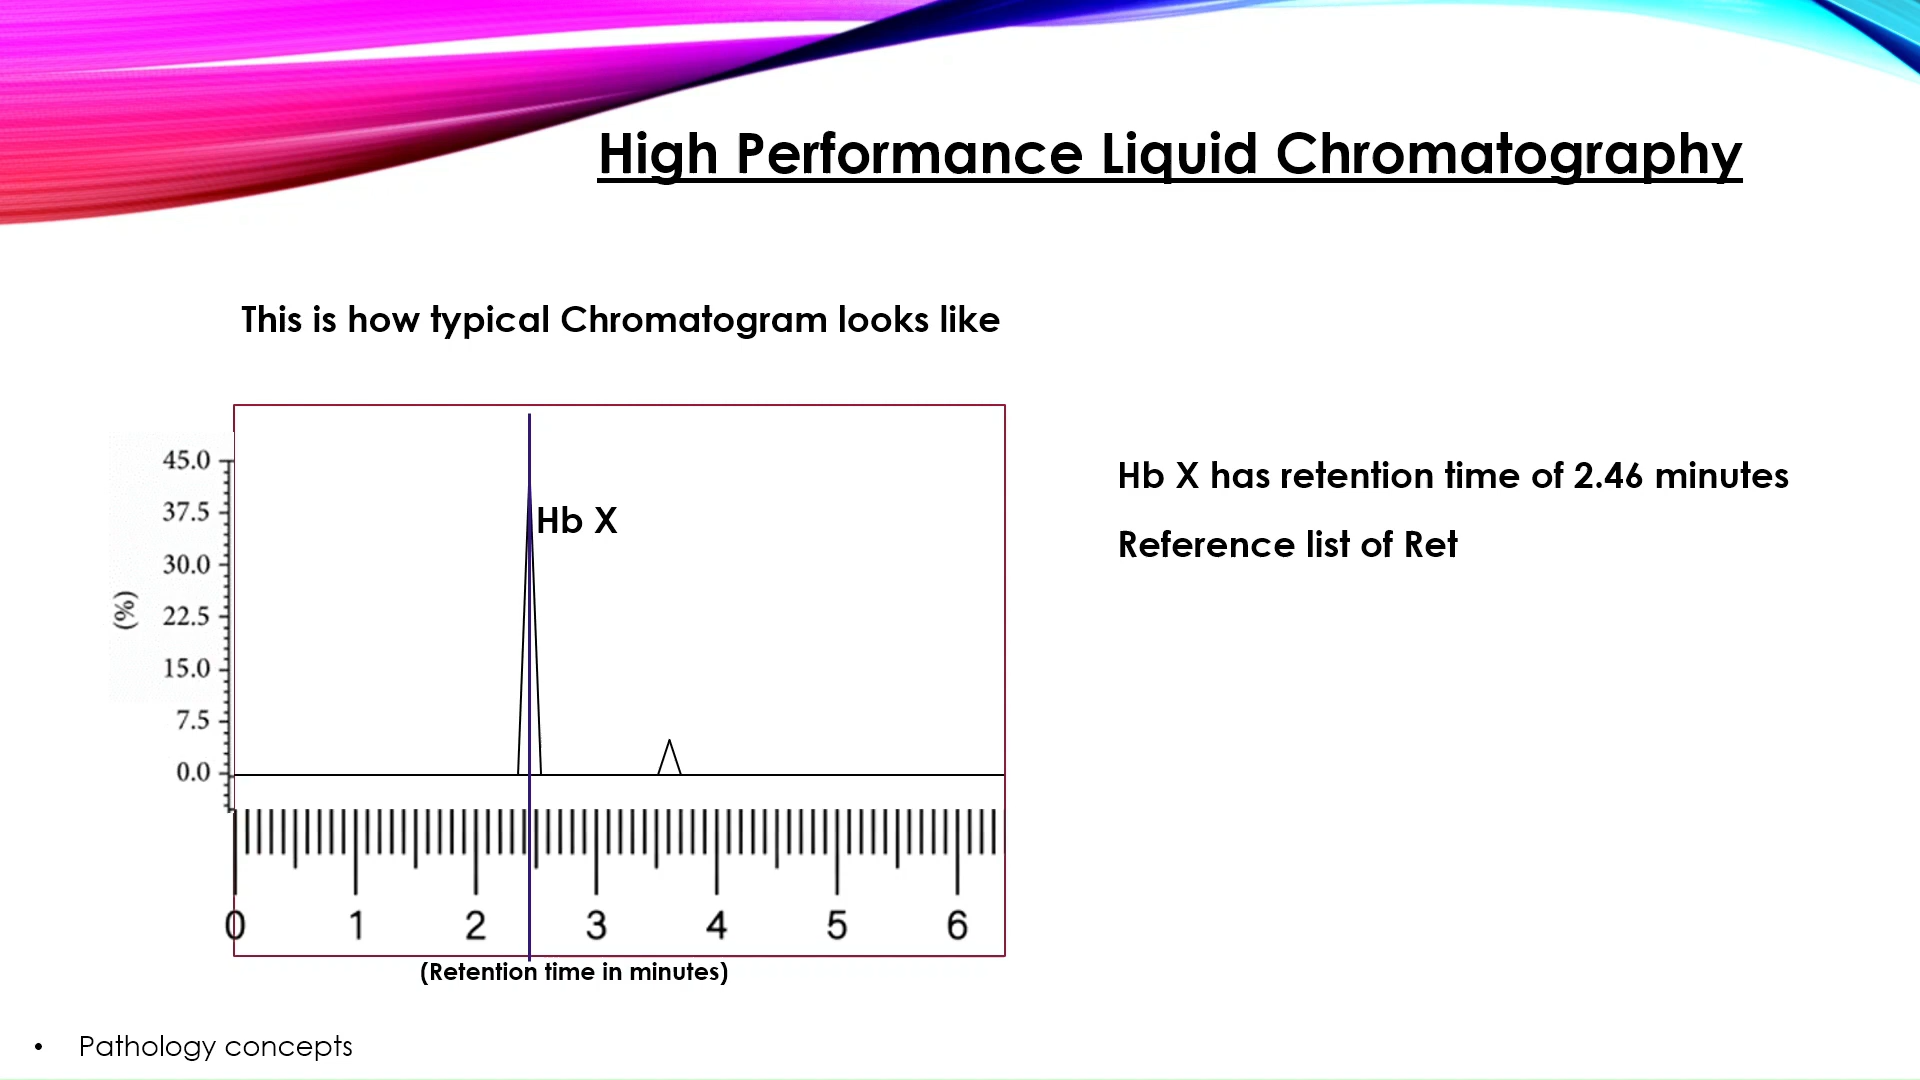 High Performance Liquid Chromatography
This is how typical Chromatogram looks like
45.0
37.5
30.0
22.5
15.0
7.5
0.0
(%)
Hb X
0 1 2 3 4 5 6
(Retention time in minutes)
Hb X has retention time of 2.46 minutes
Reference list of Ret
• Pathology concepts